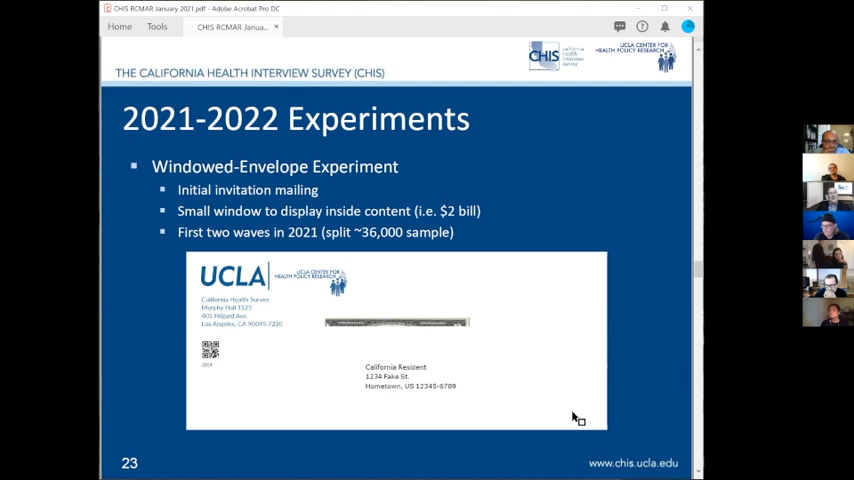 CHIS RCMAR January 2021.pdf - Adobe Acrobat Pro DC
Home Tools CHIS RCMAR Janua... ×
CHIS california health interview survey
UCLA CENTER FOR
HEALTH POLICY RESEARCH
THE CALIFORNIA HEALTH INTERVIEW SURVEY (CHIS)
2021-2022 Experiments
Windowed-Envelope Experiment
Initial invitation mailing
Small window to display inside content (i.e. $2 bill)
First two waves in 2021 (split ~36,000 sample)
UCLA
UCLA CENTER FOR
HEALTH POLICY RESEARCH
California Health Survey
Murphy Hall 1125
405 Hilgard Ave.
Los Angeles, CA 90095-7220
California Resident
1234 Fake St.
Hometown, US 12345-6789
23
www.chis.ucla.edu